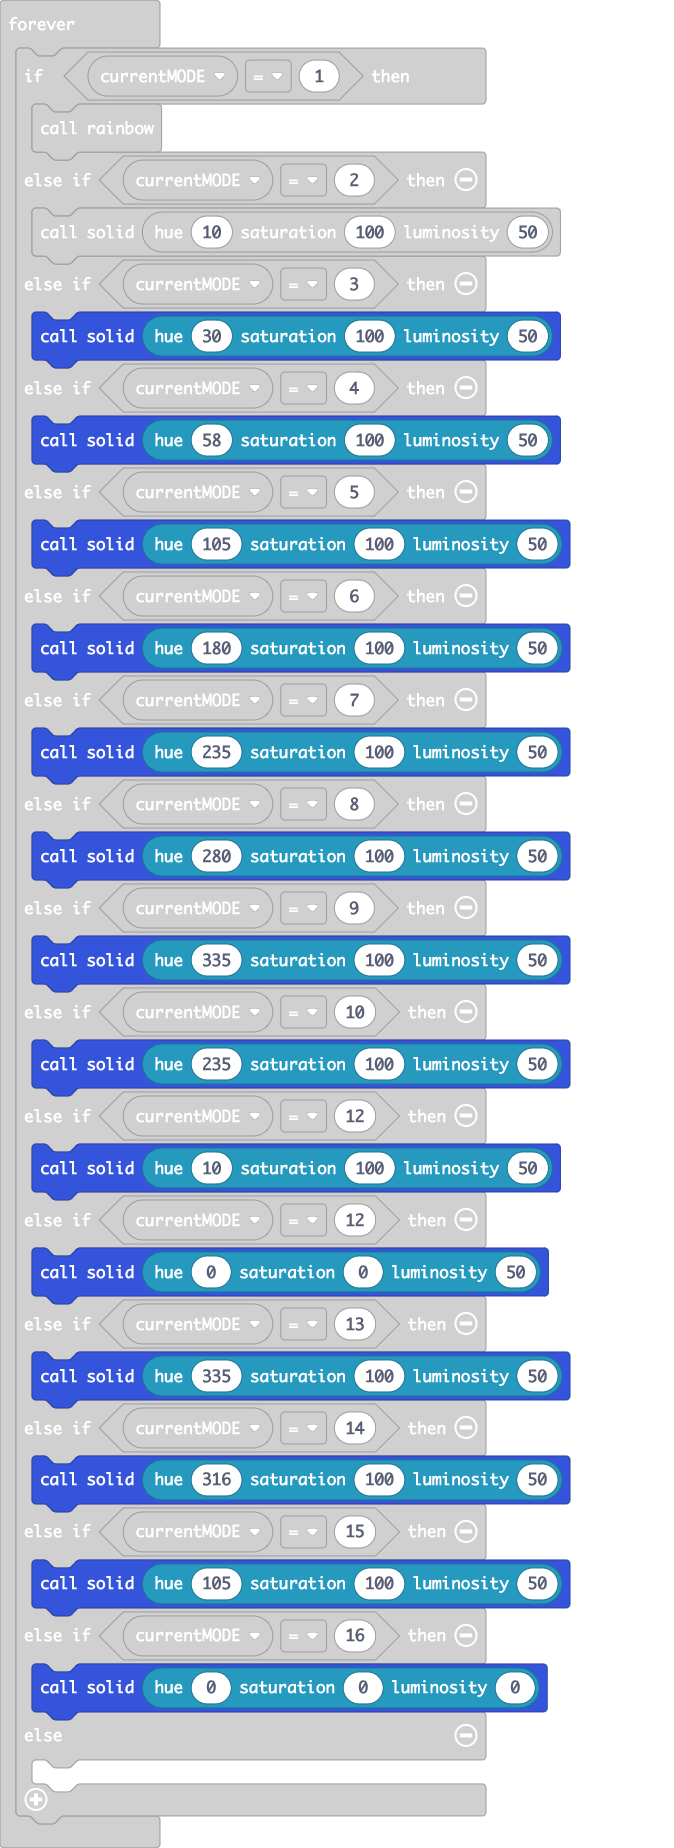 forever
if currentMODE = 1 then
call rainbow
else if currentMODE = 2 then
call solid hue 10 saturation 100 luminosity 50
else if currentMODE = 3 then
call solid hue 30 saturation 100 luminosity 50
else if currentMODE = 4 then
call solid hue 58 saturation 100 luminosity 50
else if currentMODE = 5 then
call solid hue 105 saturation 100 luminosity 50
else if currentMODE = 6 then
call solid hue 180 saturation 100 luminosity 50
else if currentMODE = 7 then
call solid hue 235 saturation 100 luminosity 50
else if currentMODE = 8 then
call solid hue 280 saturation 100 luminosity 50
else if currentMODE = 9 then
call solid hue 335 saturation 100 luminosity 50
else if currentMODE = 10 then
call solid hue 235 saturation 100 luminosity 50
else if currentMODE = 12 then
call solid hue 10 saturation 100 luminosity 50
else if currentMODE = 12 then
call solid hue 0 saturation 0 luminosity 50
else if currentMODE = 13 then
call solid hue 335 saturation 100 luminosity 50
else if currentMODE = 14 then
call solid hue 316 saturation 100 luminosity 50
else if currentMODE = 15 then
call solid hue 105 saturation 100 luminosity 50
else if currentMODE = 16 then
call solid hue 0 saturation 0 luminosity 0
else